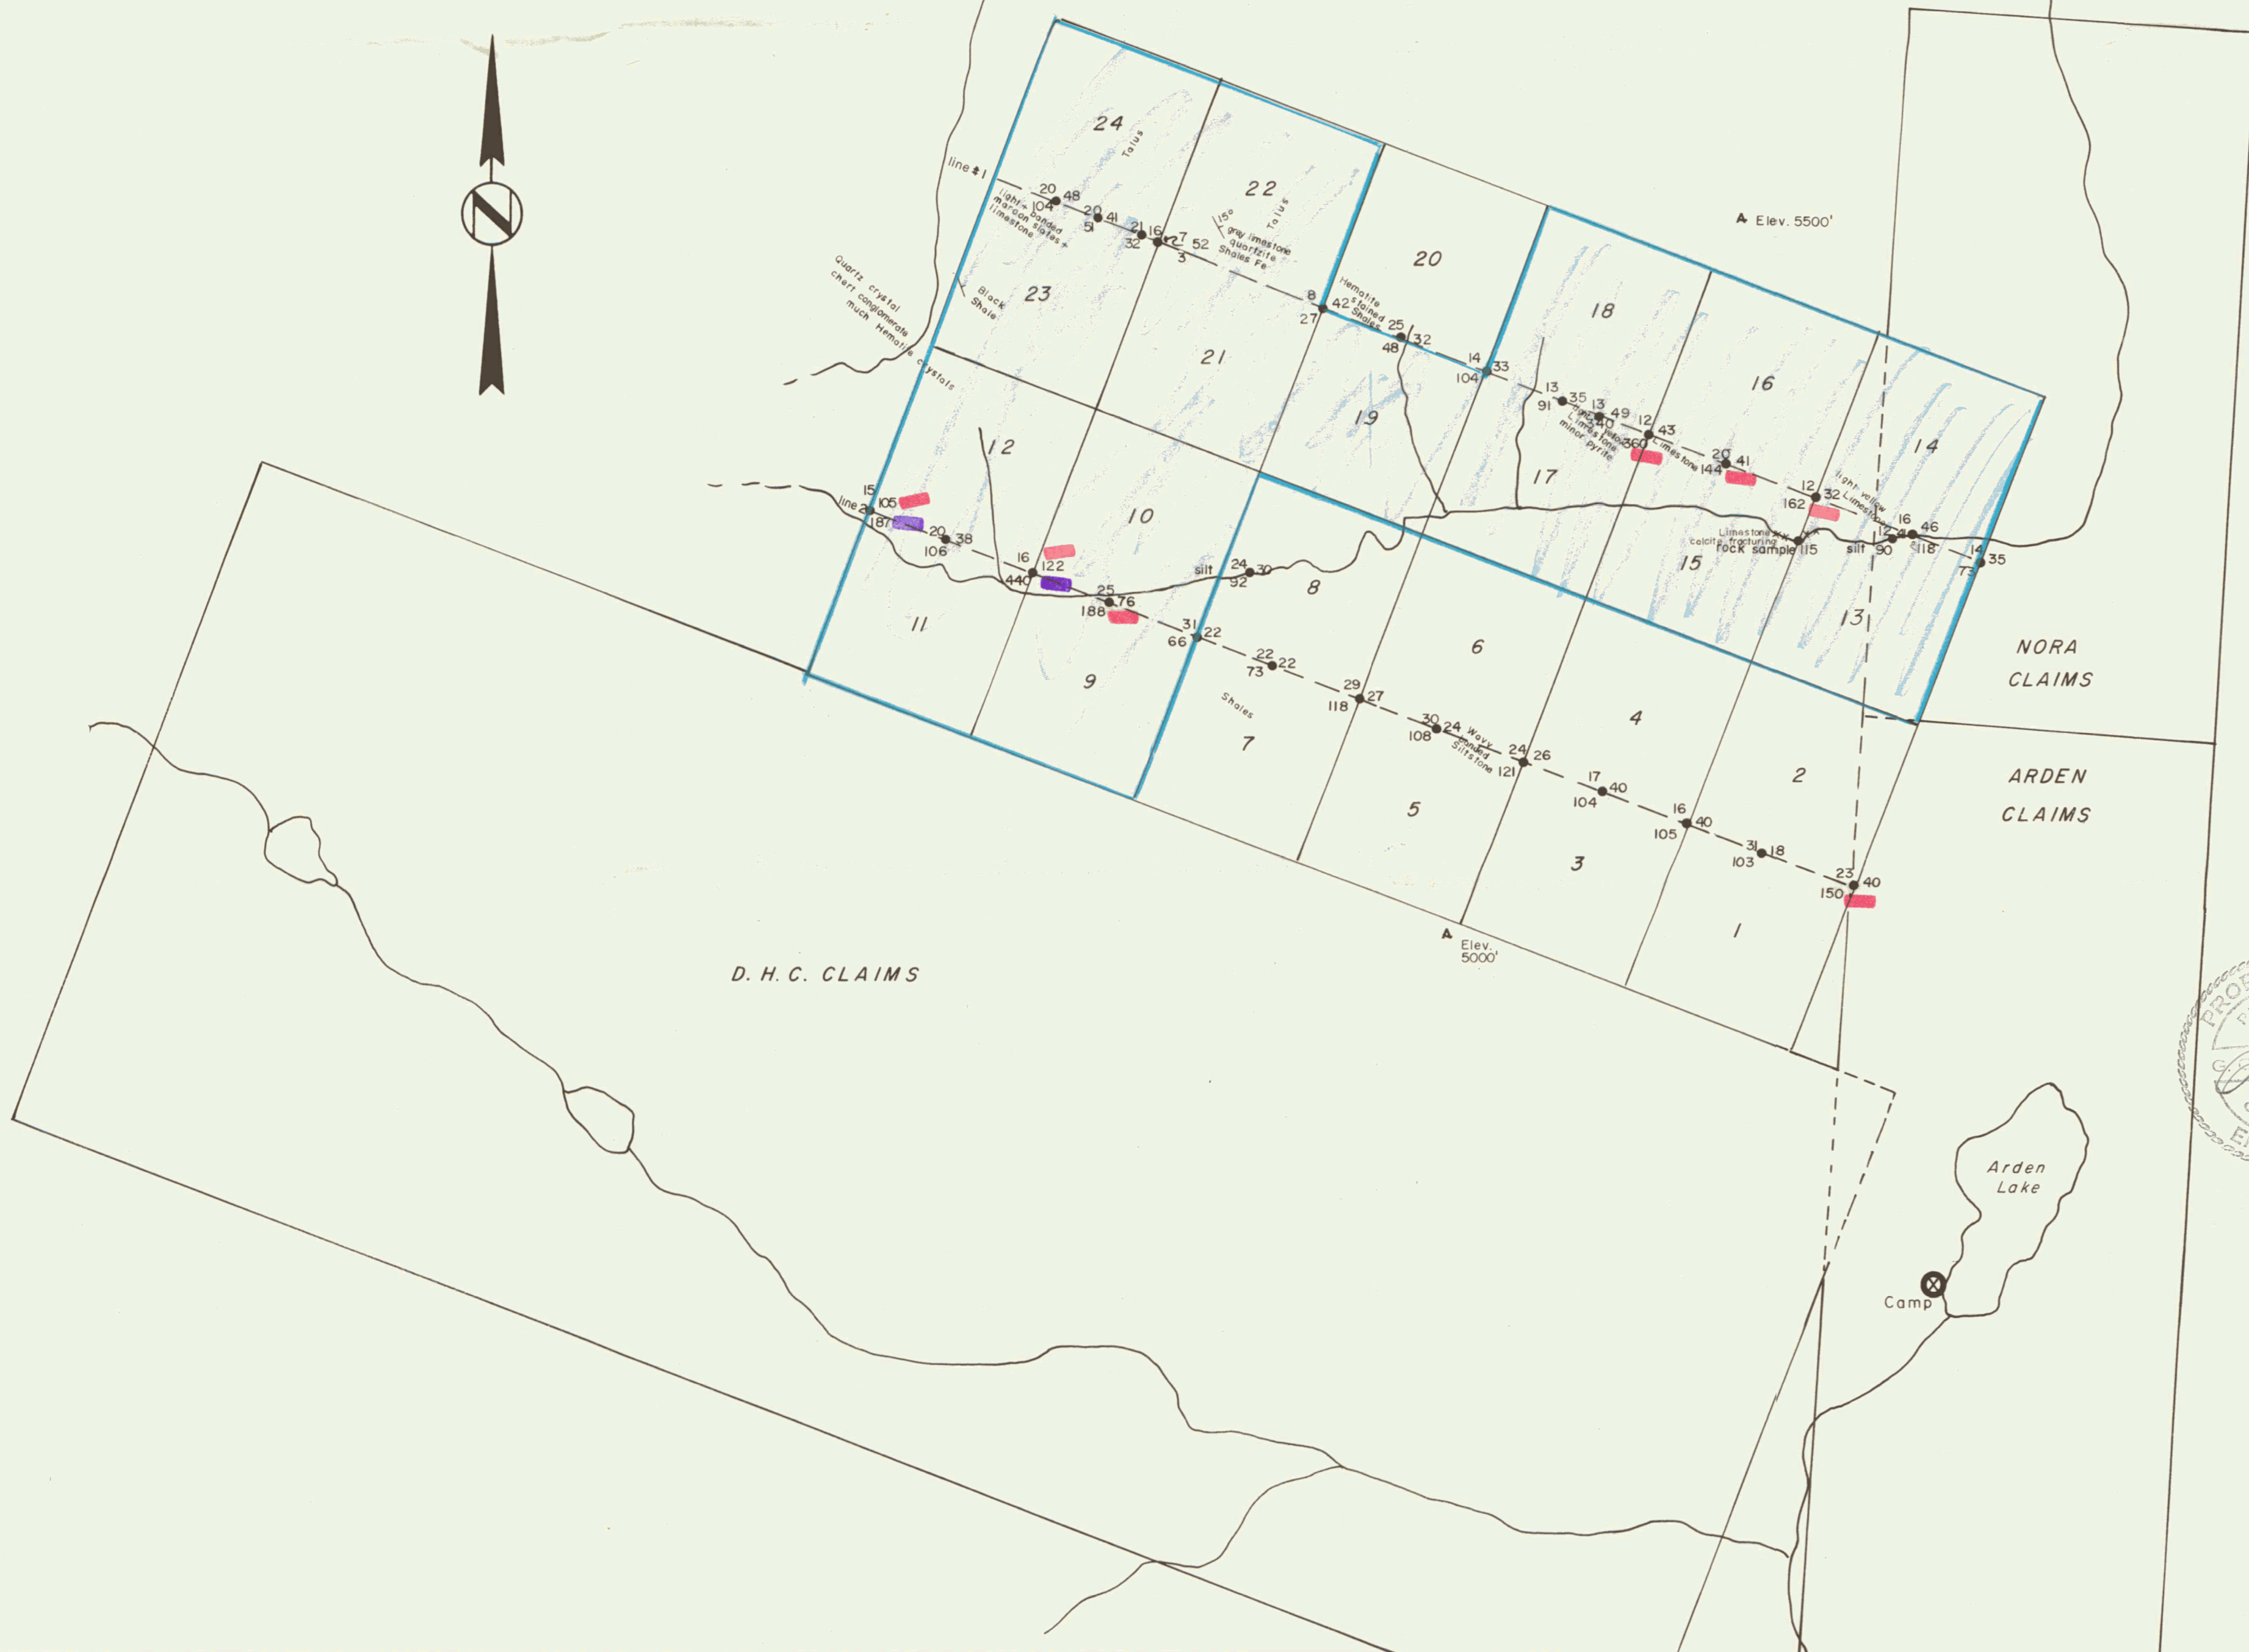 N
24
Talus
line #1
20 48
104
20 41
51
21 16
32
7 52
3
light + banded
maroon slates +
limestone
22
15°
Talus
gray limestone
quartzite
Shales Fe
20
A Elev. 5500'
Quartz crystal
chert conglomerate
much Hematite crystals
Black
Shale
23
21
8 42
27
Hematite
stained
Shales
25 32
48
14 33
104
19
18
13 35
91
13 49
340
12 43
360
Limestone
minor pyrite
Limestone
20 41
144
16
12 32
162
light yellow
Limestone
14
16 46
118
12
90
14 35
73
17
Limestone
calcite fracturing
rock sample 115
silt
15
13
12
10
line 2
15 105
187
20 38
106
16 122
440
25 76
188
silt
24 30
92
8
11
9
31 22
66
22 22
73
Shales
7
29 27
118
6
30 24
108
Wavy
banded
Siltstone
24 26
121
5
4
17 40
104
3
16 40
105
2
31 18
103
23 40
150
1
NORA
CLAIMS
ARDEN
CLAIMS
A Elev.
5000'
D. H. C. CLAIMS
Arden
Lake
Camp